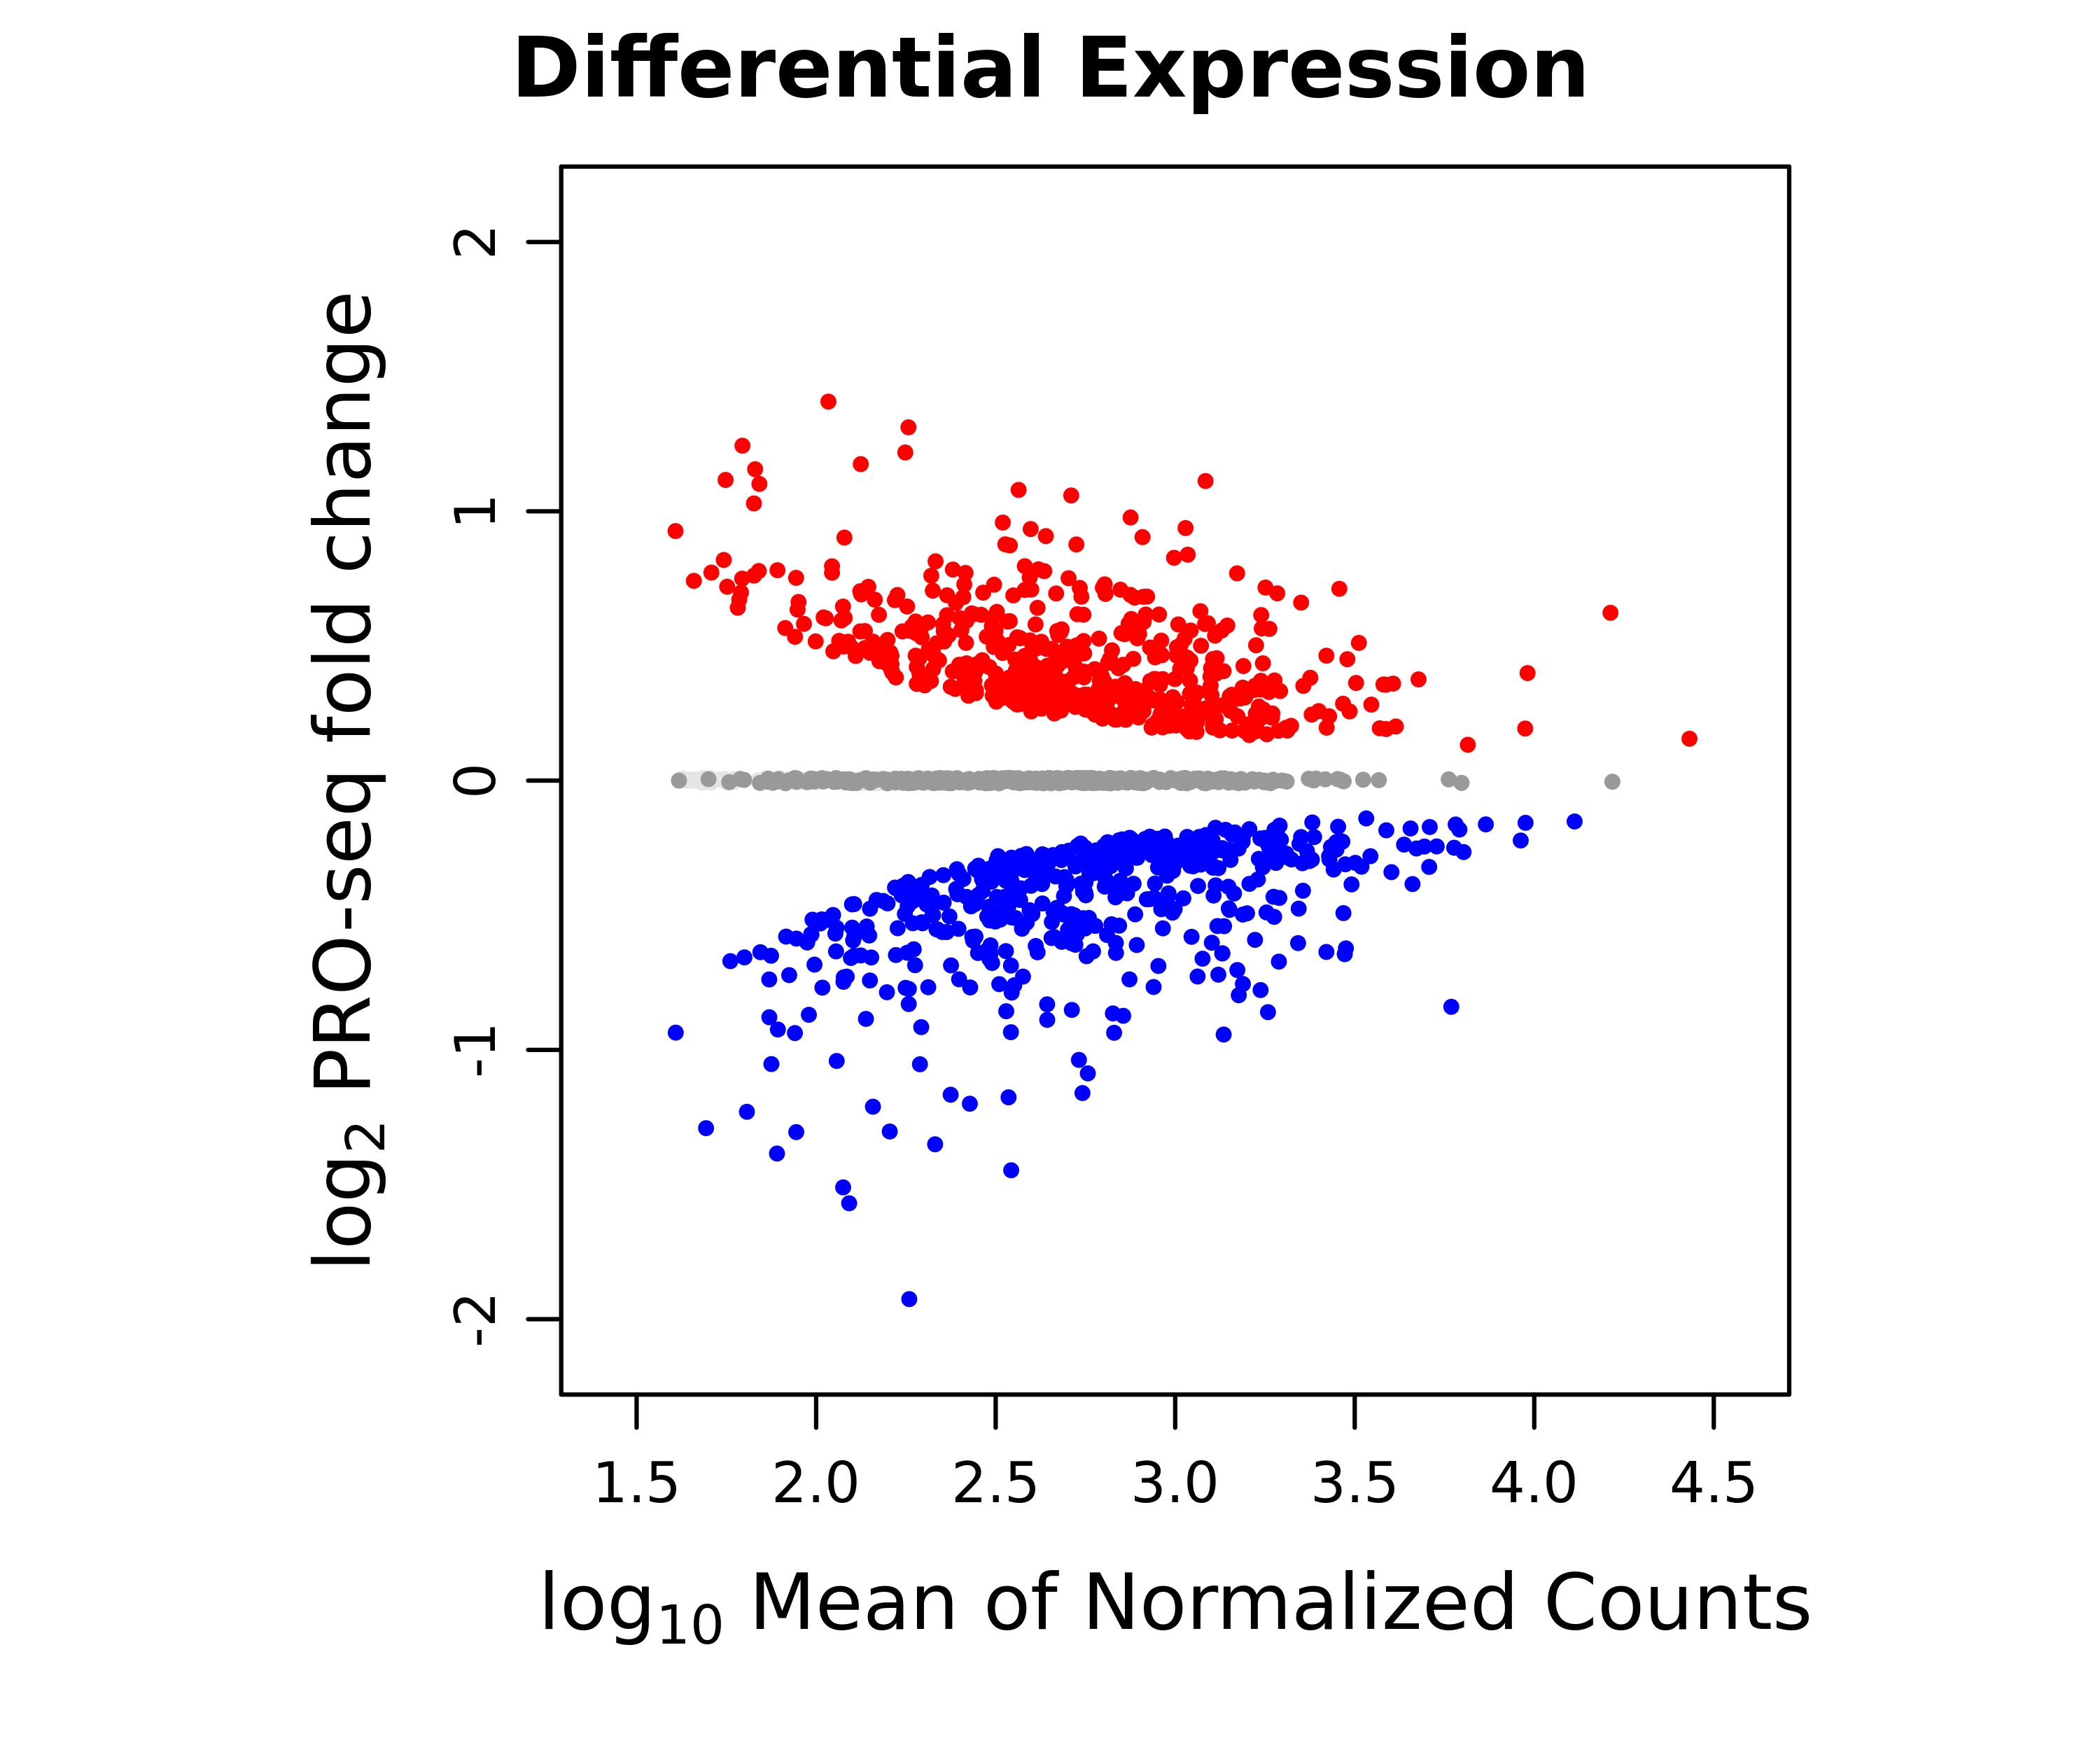 Differential Expression
log₂ PRO-seq fold change
2
1
0
-1
-2
1.5 2.0 2.5 3.0 3.5 4.0 4.5
log₁₀ Mean of Normalized Counts